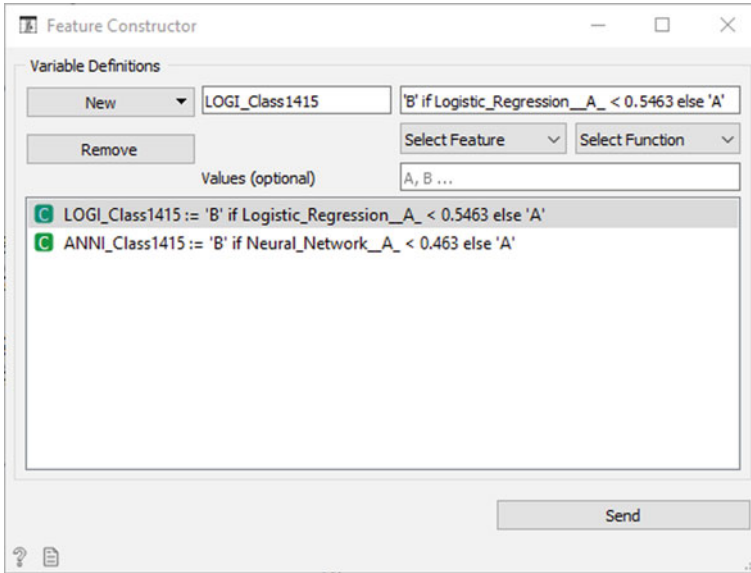 Feature Constructor
Variable Definitions
New LOGI_Class1415 'B' if Logistic_Regression__A_ < 0.5463 else 'A'
Remove Select Feature Select Function
Values (optional) A, B ...
C LOGI_Class1415 := 'B' if Logistic_Regression__A_ < 0.5463 else 'A'
C ANNI_Class1415 := 'B' if Neural_Network__A_ < 0.463 else 'A'
Send
?